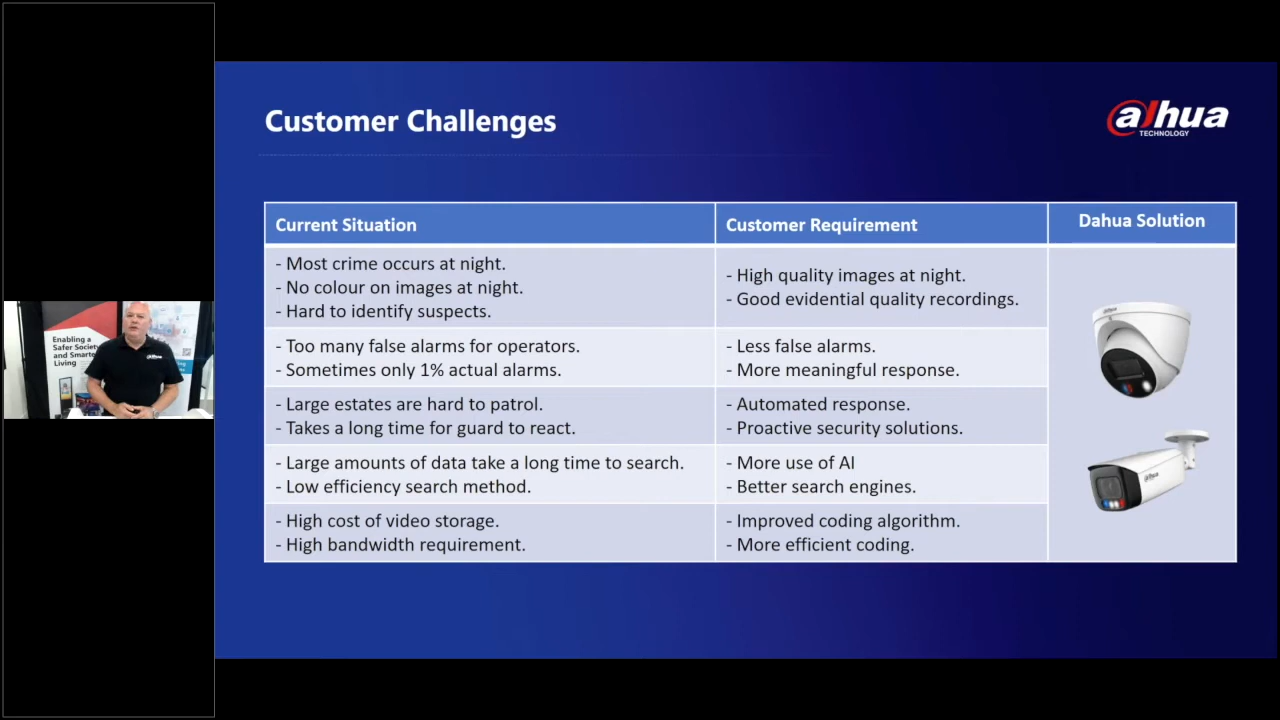 Customer Challenges
alhua
TECHNOLOGY
Current Situation
Customer Requirement
Dahua Solution
- Most crime occurs at night.
- No colour on images at night.
- Hard to identify suspects.
- High quality images at night.
- Good evidential quality recordings.
- Too many false alarms for operators.
- Sometimes only 1% actual alarms.
- Less false alarms.
- More meaningful response.
- Large estates are hard to patrol.
- Takes a long time for guard to react.
- Automated response.
- Proactive security solutions.
- Large amounts of data take a long time to search.
- Low efficiency search method.
- More use of AI
- Better search engines.
- High cost of video storage.
- High bandwidth requirement.
- Improved coding algorithm.
- More efficient coding.
Enabling a
Safer Society
and Smarte
Living